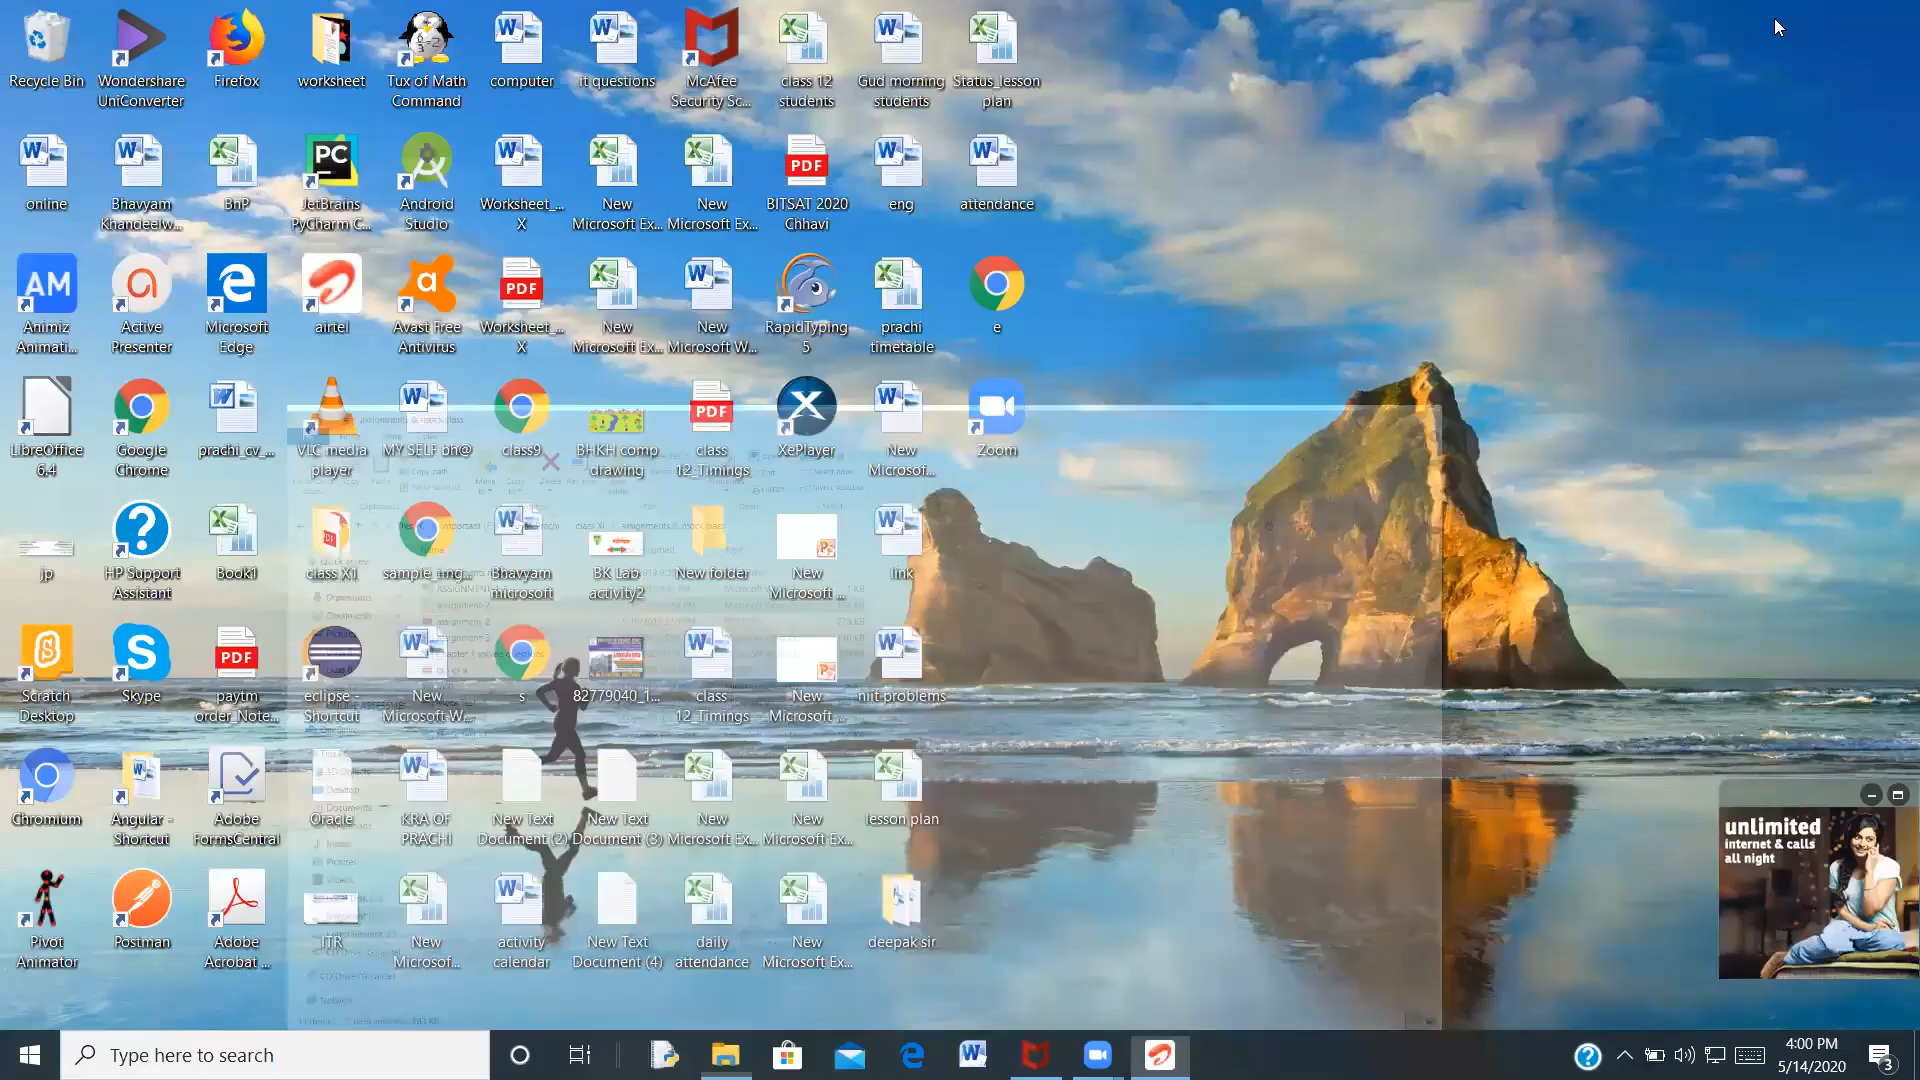 Recycle Bin
Wondershare
UniConverter
Firefox
worksheet
Tux of Math
Command
computer
it questions
McAfee
Security Sc...
class 12
students
Gud morning
students
Status_lesson
plan
online
Bhavyam
Khandeelw...
BnP
JetBrains
PyCharm C...
Android
Studio
Worksheet_...
X
New
Microsoft Ex...
New
Microsoft Ex...
BITSAT 2020
Chhavi
eng
attendance
Animiz
Animati...
Active
Presenter
Microsoft
Edge
airtel
Avast Free
Antivirus
Worksheet_...
X
New
Microsoft Ex...
New
Microsoft W...
RapidTyping
5
prachi
timetable
e
LibreOffice
6.4
Google
Chrome
prachi_cv_...
VLC media
player
MY SELF bh@
class9
BHKH comp
drawing
class
12_Timings
XePlayer
New
Microsof...
Zoom
jp
HP Support
Assistant
Book1
class X1
sample_img...
Bhavyam
microsoft
BK Lab
activity2
New folder
New
Microsoft ...
link
Scratch
Desktop
Skype
paytm
order_Note...
eclipse -
Shortcut
New
Microsoft W...
s
82779040_1...
class
12_Timings
New
Microsoft ...
niit problems
Chromium
Angular -
Shortcut
Adobe
FormsCentral
Oracle
KRA OF
PRACHI
New Text
Document (2)
New Text
Document (3)
New
Microsoft Ex...
New
Microsoft Ex...
lesson plan
Pivot
Animator
Postman
Adobe
Acrobat ...
ITR
New
Microsof...
activity
calendar
New Text
Document (4)
daily
attendance
New
Microsoft Ex...
deepak sir
unlimited
internet & calls
all night
Type here to search
4:00 PM
5/14/2020
3